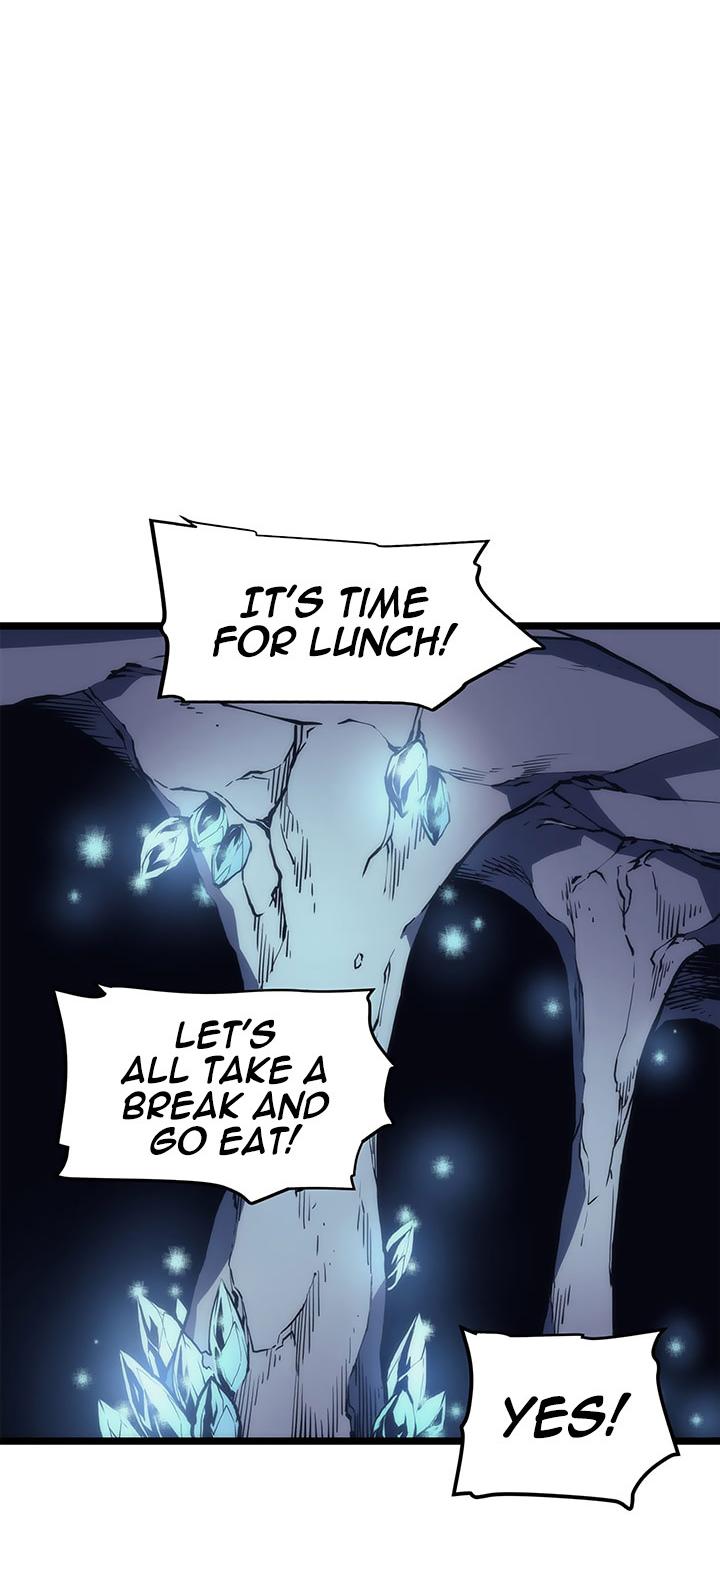 IT'S TIME
FOR LUNCH!
LET'S
ALL TAKE A
BREAK AND
GO EAT!
YES!